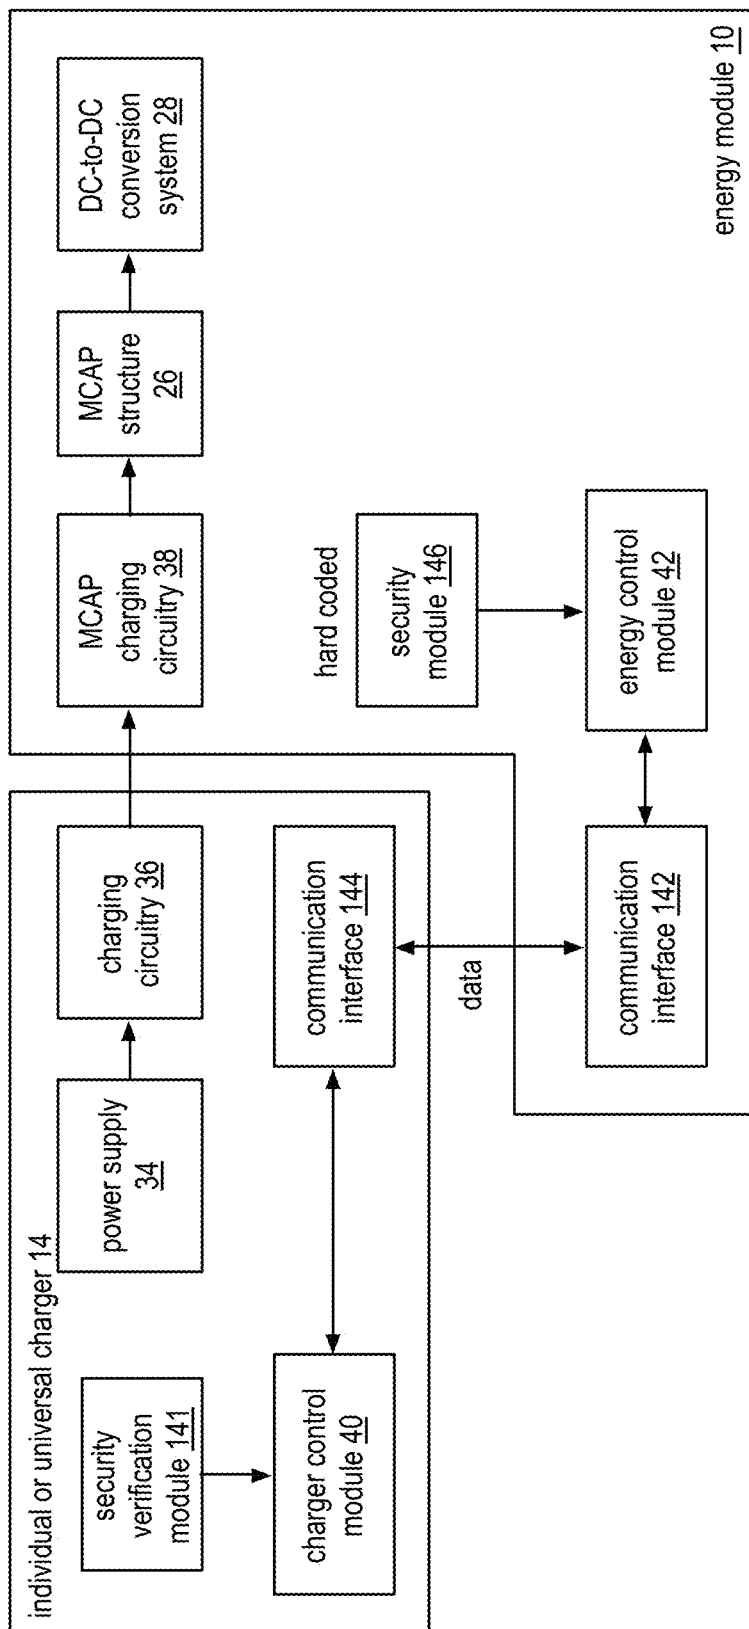 individual or universal charger 14
security
verification
module 141
charger control
module 40
power supply
34
charging
circuitry 36
communication
interface 144
data
MCAP
charging
circuitry 38
MCAP
structure
26
DC-to-DC
conversion
system 28
hard coded
security
module 146
communication
interface 142
energy control
module 42
energy module 10